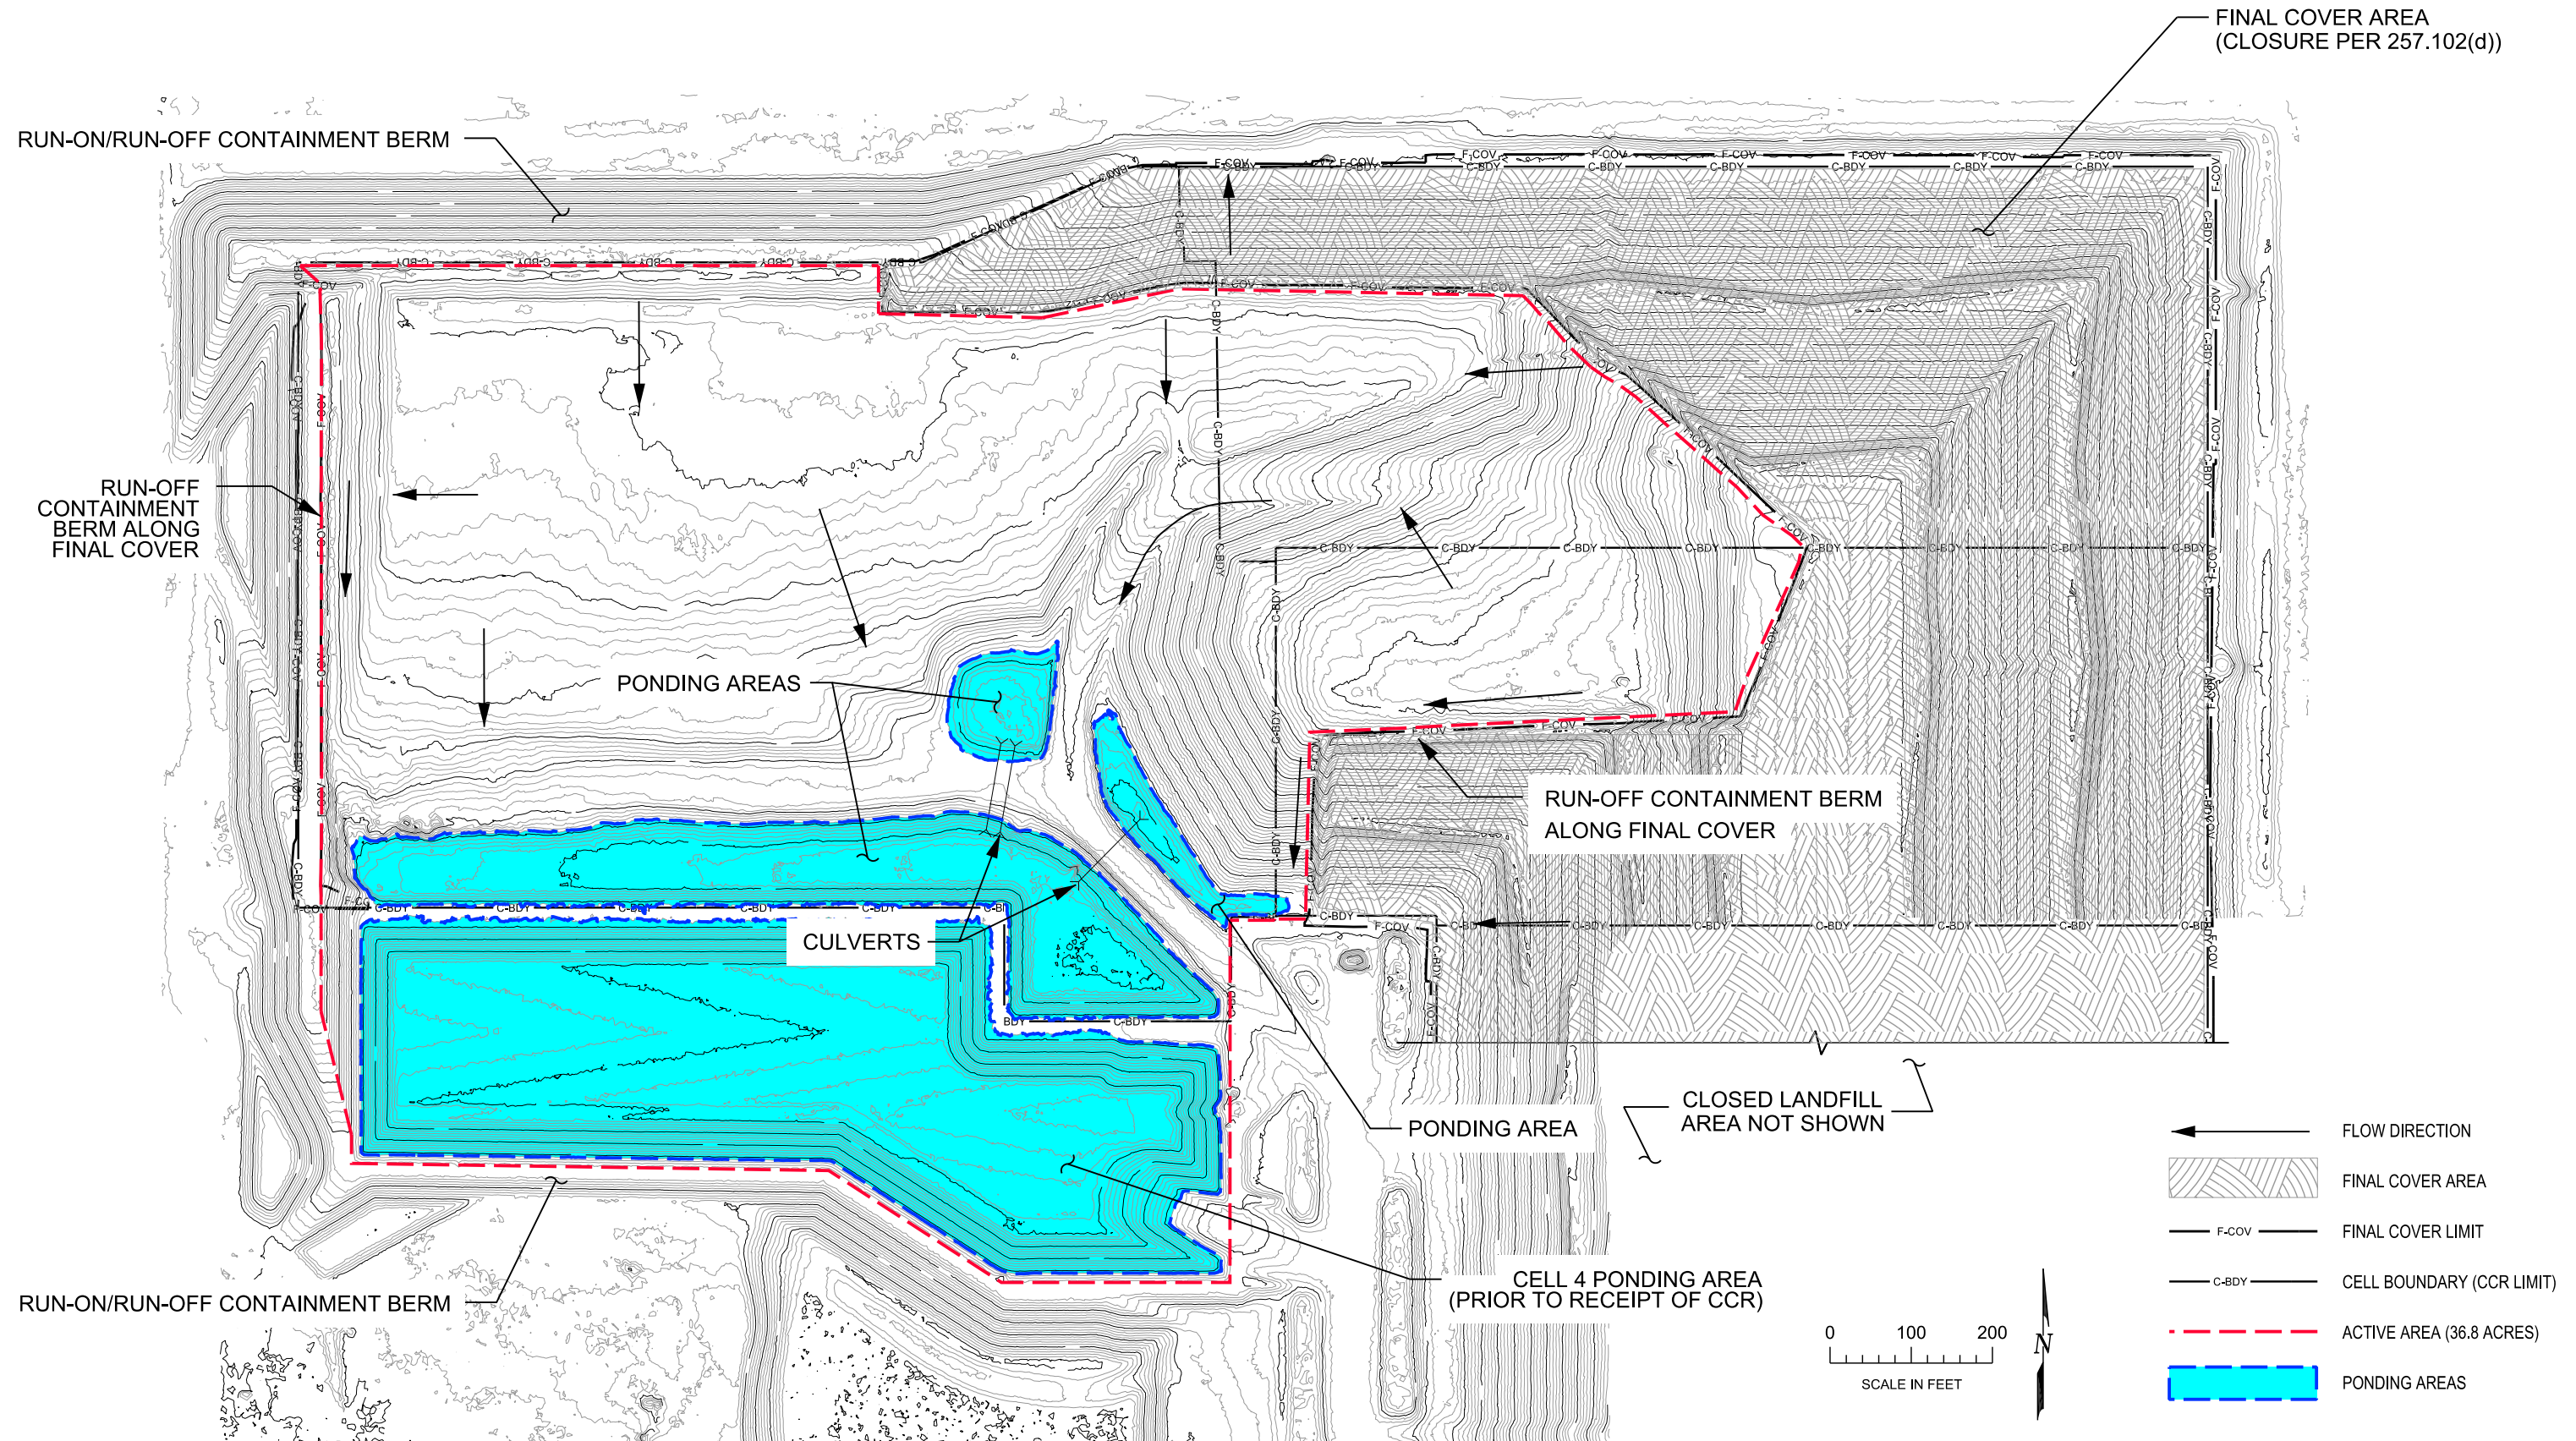 FINAL COVER AREA
(CLOSURE PER 257.102(d))
RUN-ON/RUN-OFF CONTAINMENT BERM
RUN-OFF
CONTAINMENT
BERM ALONG
FINAL COVER
PONDING AREAS
RUN-OFF CONTAINMENT BERM
ALONG FINAL COVER
CULVERTS
PONDING AREA
CLOSED LANDFILL
AREA NOT SHOWN
CELL 4 PONDING AREA
(PRIOR TO RECEIPT OF CCR)
RUN-ON/RUN-OFF CONTAINMENT BERM
0 100 200
SCALE IN FEET
N
FLOW DIRECTION
FINAL COVER AREA
F-COV FINAL COVER LIMIT
C-BDY CELL BOUNDARY (CCR LIMIT)
ACTIVE AREA (36.8 ACRES)
PONDING AREAS